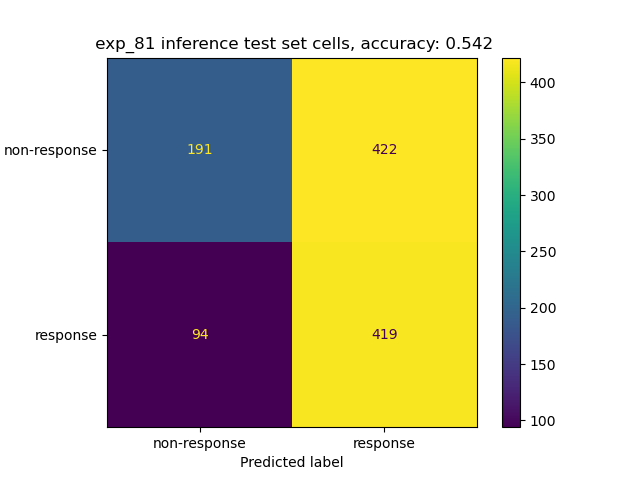 exp_81 inference test set cells, accuracy: 0.542
non-response
191
422
response
94
419
non-response
response
Predicted label
400
350
300
250
200
150
100